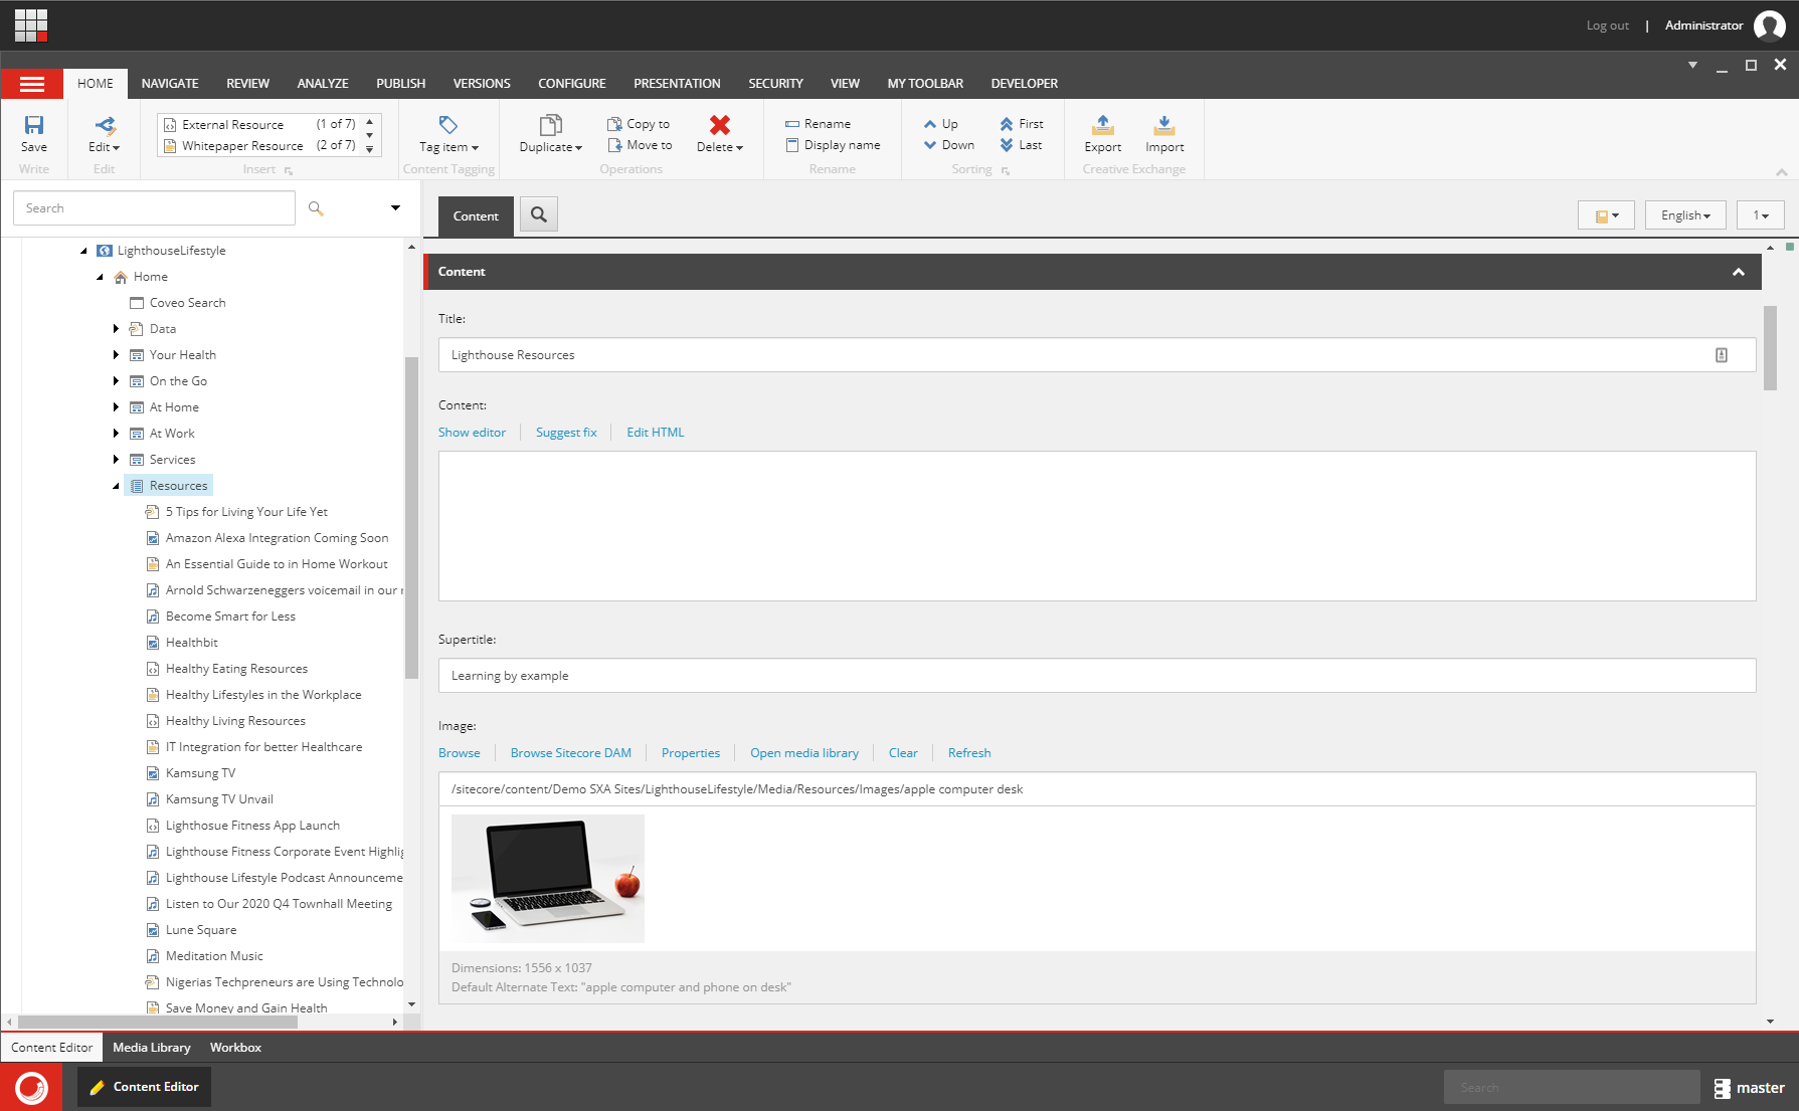 Log out | Administrator
HOME NAVIGATE REVIEW ANALYZE PUBLISH VERSIONS CONFIGURE PRESENTATION SECURITY VIEW MY TOOLBAR DEVELOPER
External Resource (1 of 7) Copy to Rename Up First
Whitepaper Resource (2 of 7) Move to Display name Down Last
Save Edit Tag item Duplicate Delete Export Import
Write Edit Insert Content Tagging Operations Rename Sorting Creative Exchange
Search
Content English 1
LighthouseLifestyle
Home
Coveo Search
Data
Your Health
On the Go
At Home
At Work
Services
Resources
5 Tips for Living Your Life Yet
Amazon Alexa Integration Coming Soon
An Essential Guide to in Home Workout
Arnold Schwarzeneggers voicemail in our
Become Smart for Less
Healthbit
Healthy Eating Resources
Healthy Lifestyles in the Workplace
Healthy Living Resources
IT Integration for better Healthcare
Kamsung TV
Kamsung TV Unvail
Lighthosue Fitness App Launch
Lighthouse Fitness Corporate Event Highlig
Lighthouse Lifestyle Podcast Announceme
Listen to Our 2020 Q4 Townhall Meeting
Lune Square
Meditation Music
Nigerias Techpreneurs are Using Technolo
Save Money and Gain Health
Content
Title:
Lighthouse Resources
Content:
Show editor Suggest fix Edit HTML
Supertitle:
Learning by example
Image:
Browse Browse Sitecore DAM Properties Open media library Clear Refresh
/sitecore/content/Demo SXA Sites/LighthouseLifestyle/Media/Resources/Images/apple computer desk
Dimensions: 1556 x 1037
Default Alternate Text: "apple computer and phone on desk"
Content Editor Media Library Workbox
Content Editor Search master